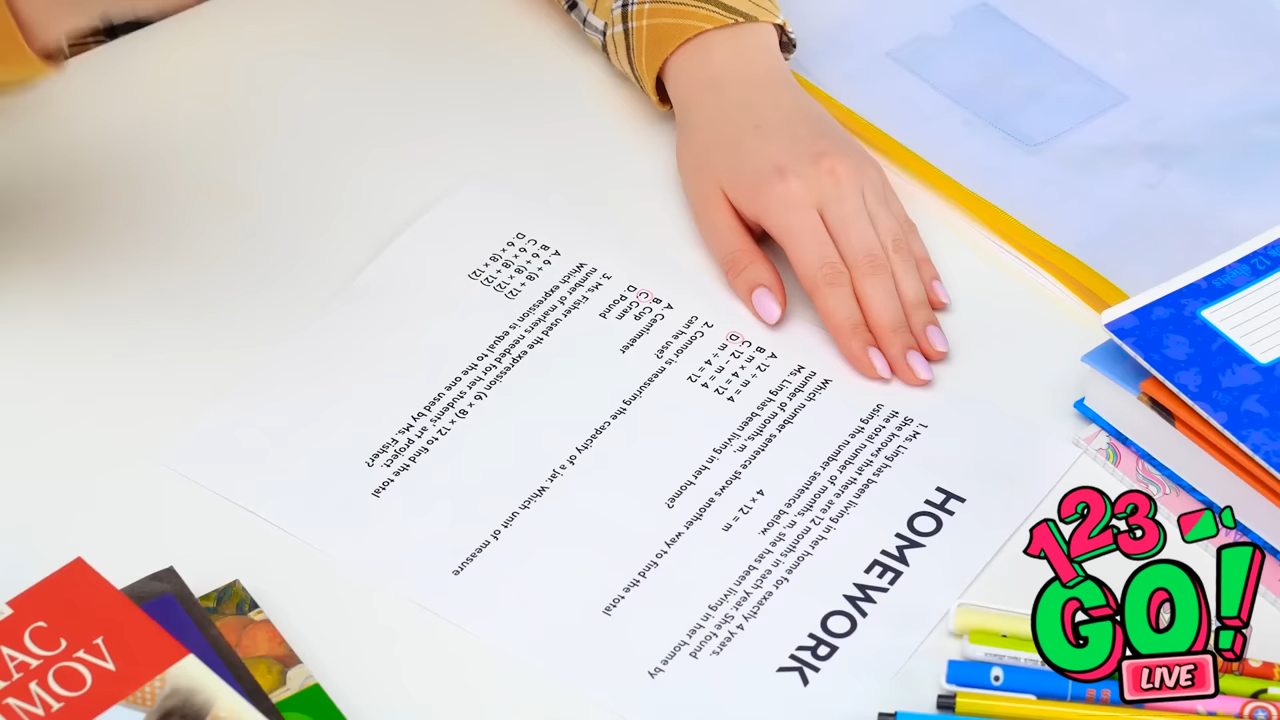 HOMEWORK
1. Ms. Ling has been living in her home for exactly 4 years.
She knows that there are 12 months in each year. She found
the total number of months, m, she has been living in her home by
using the number sentence below.
4 x 12 = m
Which number sentence shows another way to find the total
number of months, m,
Ms. Ling has been living in her home?
A. 12 ÷ m = 4
B. m x 4 = 12
C. 12 − m = 4
D. m ÷ 4 = 12
2. Connor is measuring the capacity of a jar. Which unit of measure
can he use?
A. Centimeter
B. Cup
C. Gram
D. Pound
3. Ms. Fisher used the expression (6 x 8) x 12 to find the total
number of markers needed for her students' art project.
Which expression is equal to the one used by Ms. Fisher?
A. 6 + (8 + 12)
B. 6 + (8 x 12)
C. 6 x (8 + 12)
D. 6 x (8 x 12)
MOV
123
GO!
LIVE